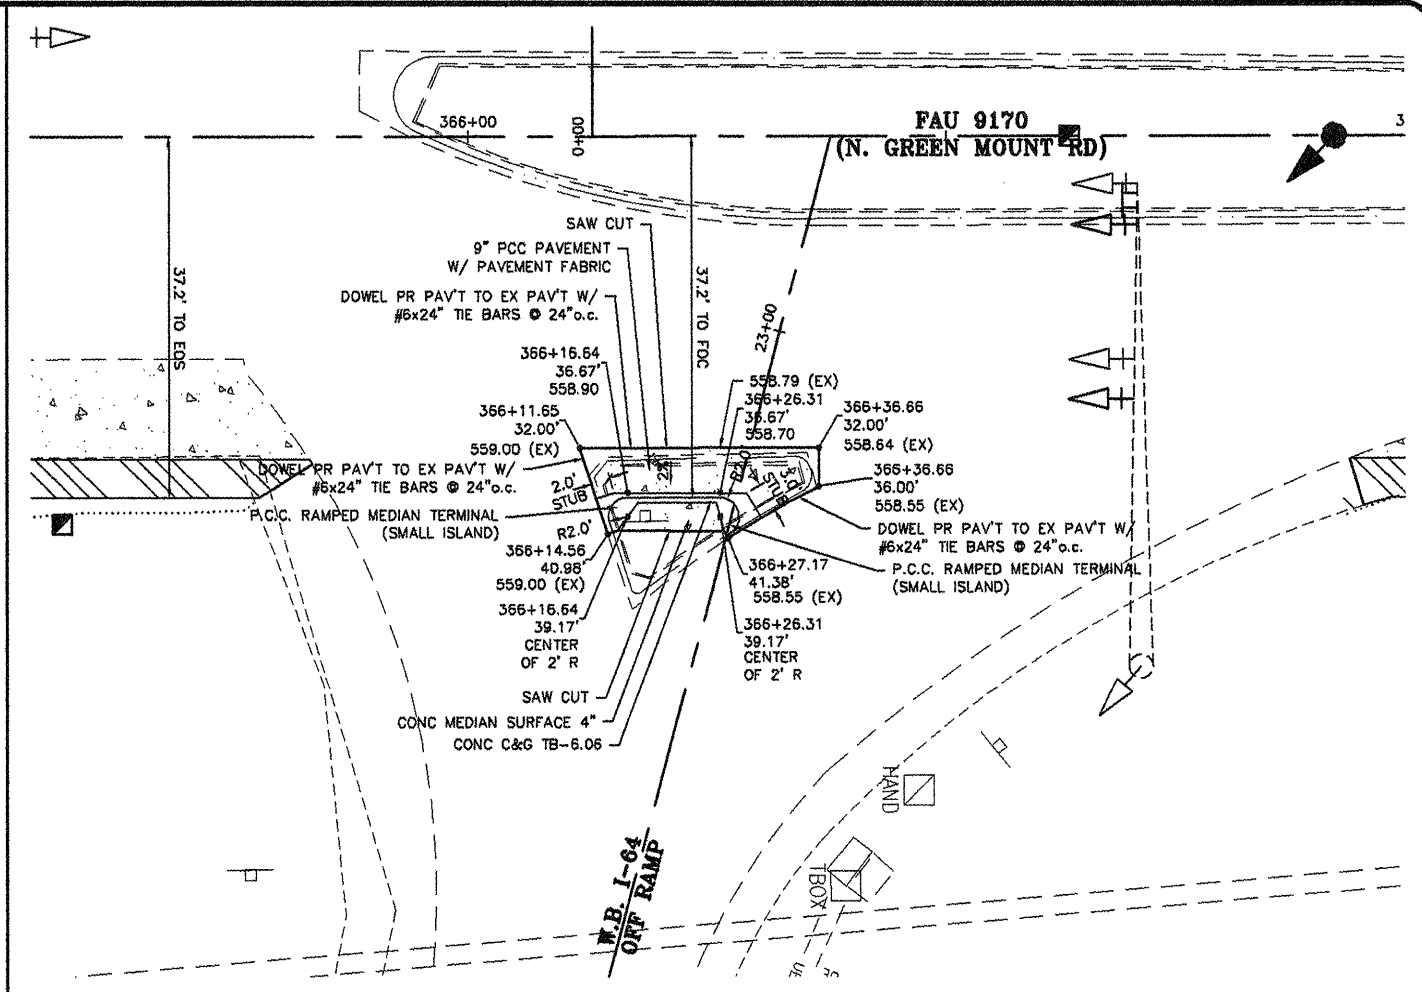 FAU 9170
(N. GREEN MOUNT RD)
366+00
0+00
3
SAW CUT
9" PCC PAVEMENT
W/ PAVEMENT FABRIC
DOWEL PR PAV'T TO EX PAV'T W/
#6x24" TIE BARS @ 24"o.c.
37.2' TO EOS
37.2' TO FOC
23+00
366+16.64
36.67'
558.90
558.79 (EX)
366+26.31
36.67'
558.70
366+11.65
32.00'
559.00 (EX)
366+36.66
32.00'
558.64 (EX)
DOWEL PR PAV'T TO EX PAV'T W/
#6x24" TIE BARS @ 24"o.c.
2.0'
STUB
R2.0'
3.0'
STUB
366+36.66
36.00'
558.55 (EX)
P.C.C. RAMPED MEDIAN TERMINAL
(SMALL ISLAND)
R2.0'
DOWEL PR PAV'T TO EX PAV'T W/
#6x24" TIE BARS @ 24"o.c.
366+14.56
40.98'
559.00 (EX)
366+27.17
41.38'
558.55 (EX)
P.C.C. RAMPED MEDIAN TERMINAL
(SMALL ISLAND)
366+16.64
39.17'
CENTER
OF 2' R
366+26.31
39.17'
CENTER
OF 2' R
SAW CUT
CONC MEDIAN SURFACE 4"
CONC C&G TB-6.06
HAND
TBOX
W.B. I-64
OFF RAMP
UE